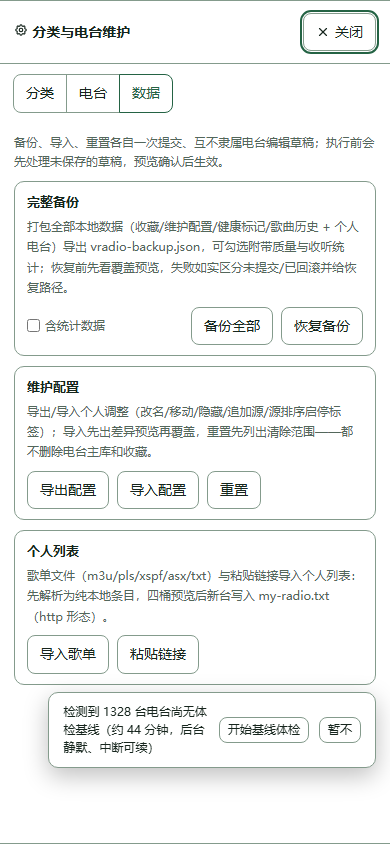 分类与电台维护
✕ 关闭
分类 电台 数据
备份、导入、重置各自一次提交、互不隶属电台编辑草稿；执行前会
先处理未保存的草稿，预览确认后生效。
完整备份
打包全部本地数据（收藏/维护配置/健康标记/歌曲历史 + 个人
电台）导出 vradio-backup.json，可勾选附带质量与收听统
计；恢复前先看覆盖预览，失败如实区分未提交/已回滚并给恢
复路径。
含统计数据
备份全部 恢复备份
维护配置
导出/导入个人调整（改名/移动/隐藏/追加源/源排序启停标
签）；导入先出差异预览再覆盖，重置先列出清除范围——都
不删除电台主库和收藏。
导出配置 导入配置 重置
个人列表
歌单文件（m3u/pls/xspf/asx/txt）与粘贴链接导入个人列表：
先解析为纯本地条目，四桶预览后新台写入 my-radio.txt
（http 形态）。
导入歌单 粘贴链接
检测到 1328 台电台尚无体
检基线（约 44 分钟，后台
静默、中断可续）
开始基线体检 暂不